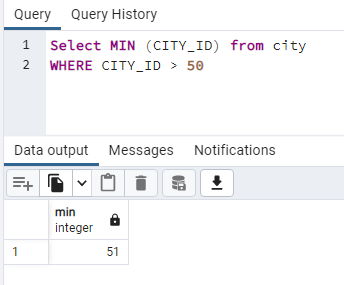 Query Query History
1 Select MIN (CITY_ID) from city
2 WHERE CITY_ID > 50
Data output Messages Notifications
min
integer
1 51